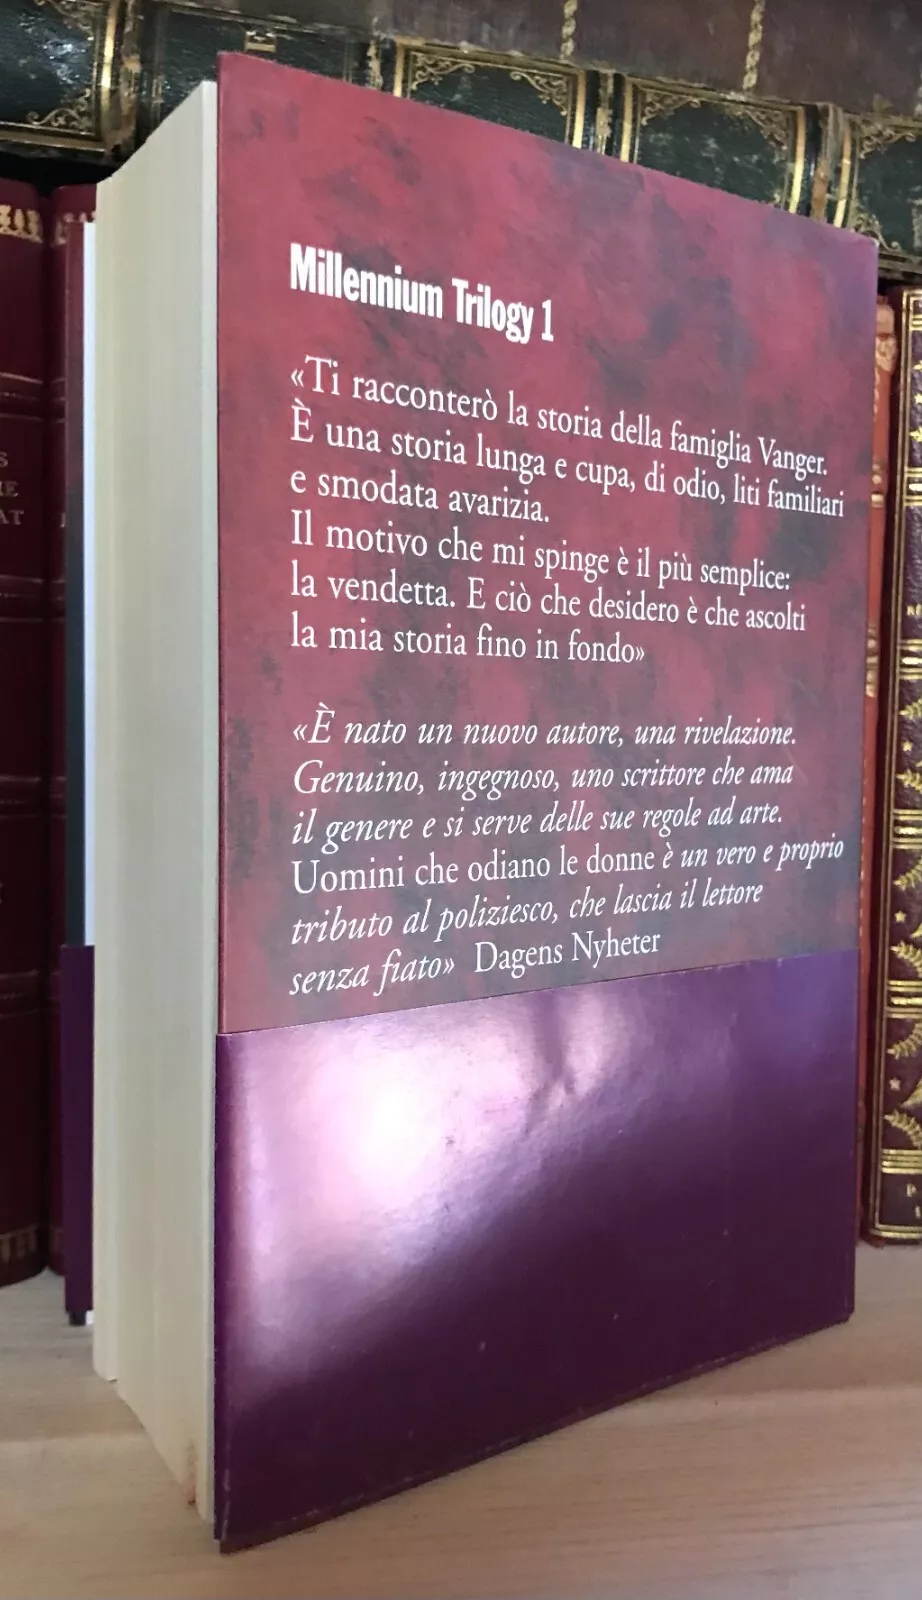 Millennium Trilogy 1
«Ti racconterò la storia della famiglia Vanger.
È una storia lunga e cupa, di odio, liti familiari
e smodata avarizia.
Il motivo che mi spinge è il più semplice:
la vendetta. E ciò che desidero è che ascolti
la mia storia fino in fondo»
«È nato un nuovo autore, una rivelazione.
Genuino, ingegnoso, uno scrittore che ama
il genere e si serve delle sue regole ad arte.
Uomini che odiano le donne è un vero e proprio
tributo al poliziesco, che lascia il lettore
senza fiato» Dagens Nyheter